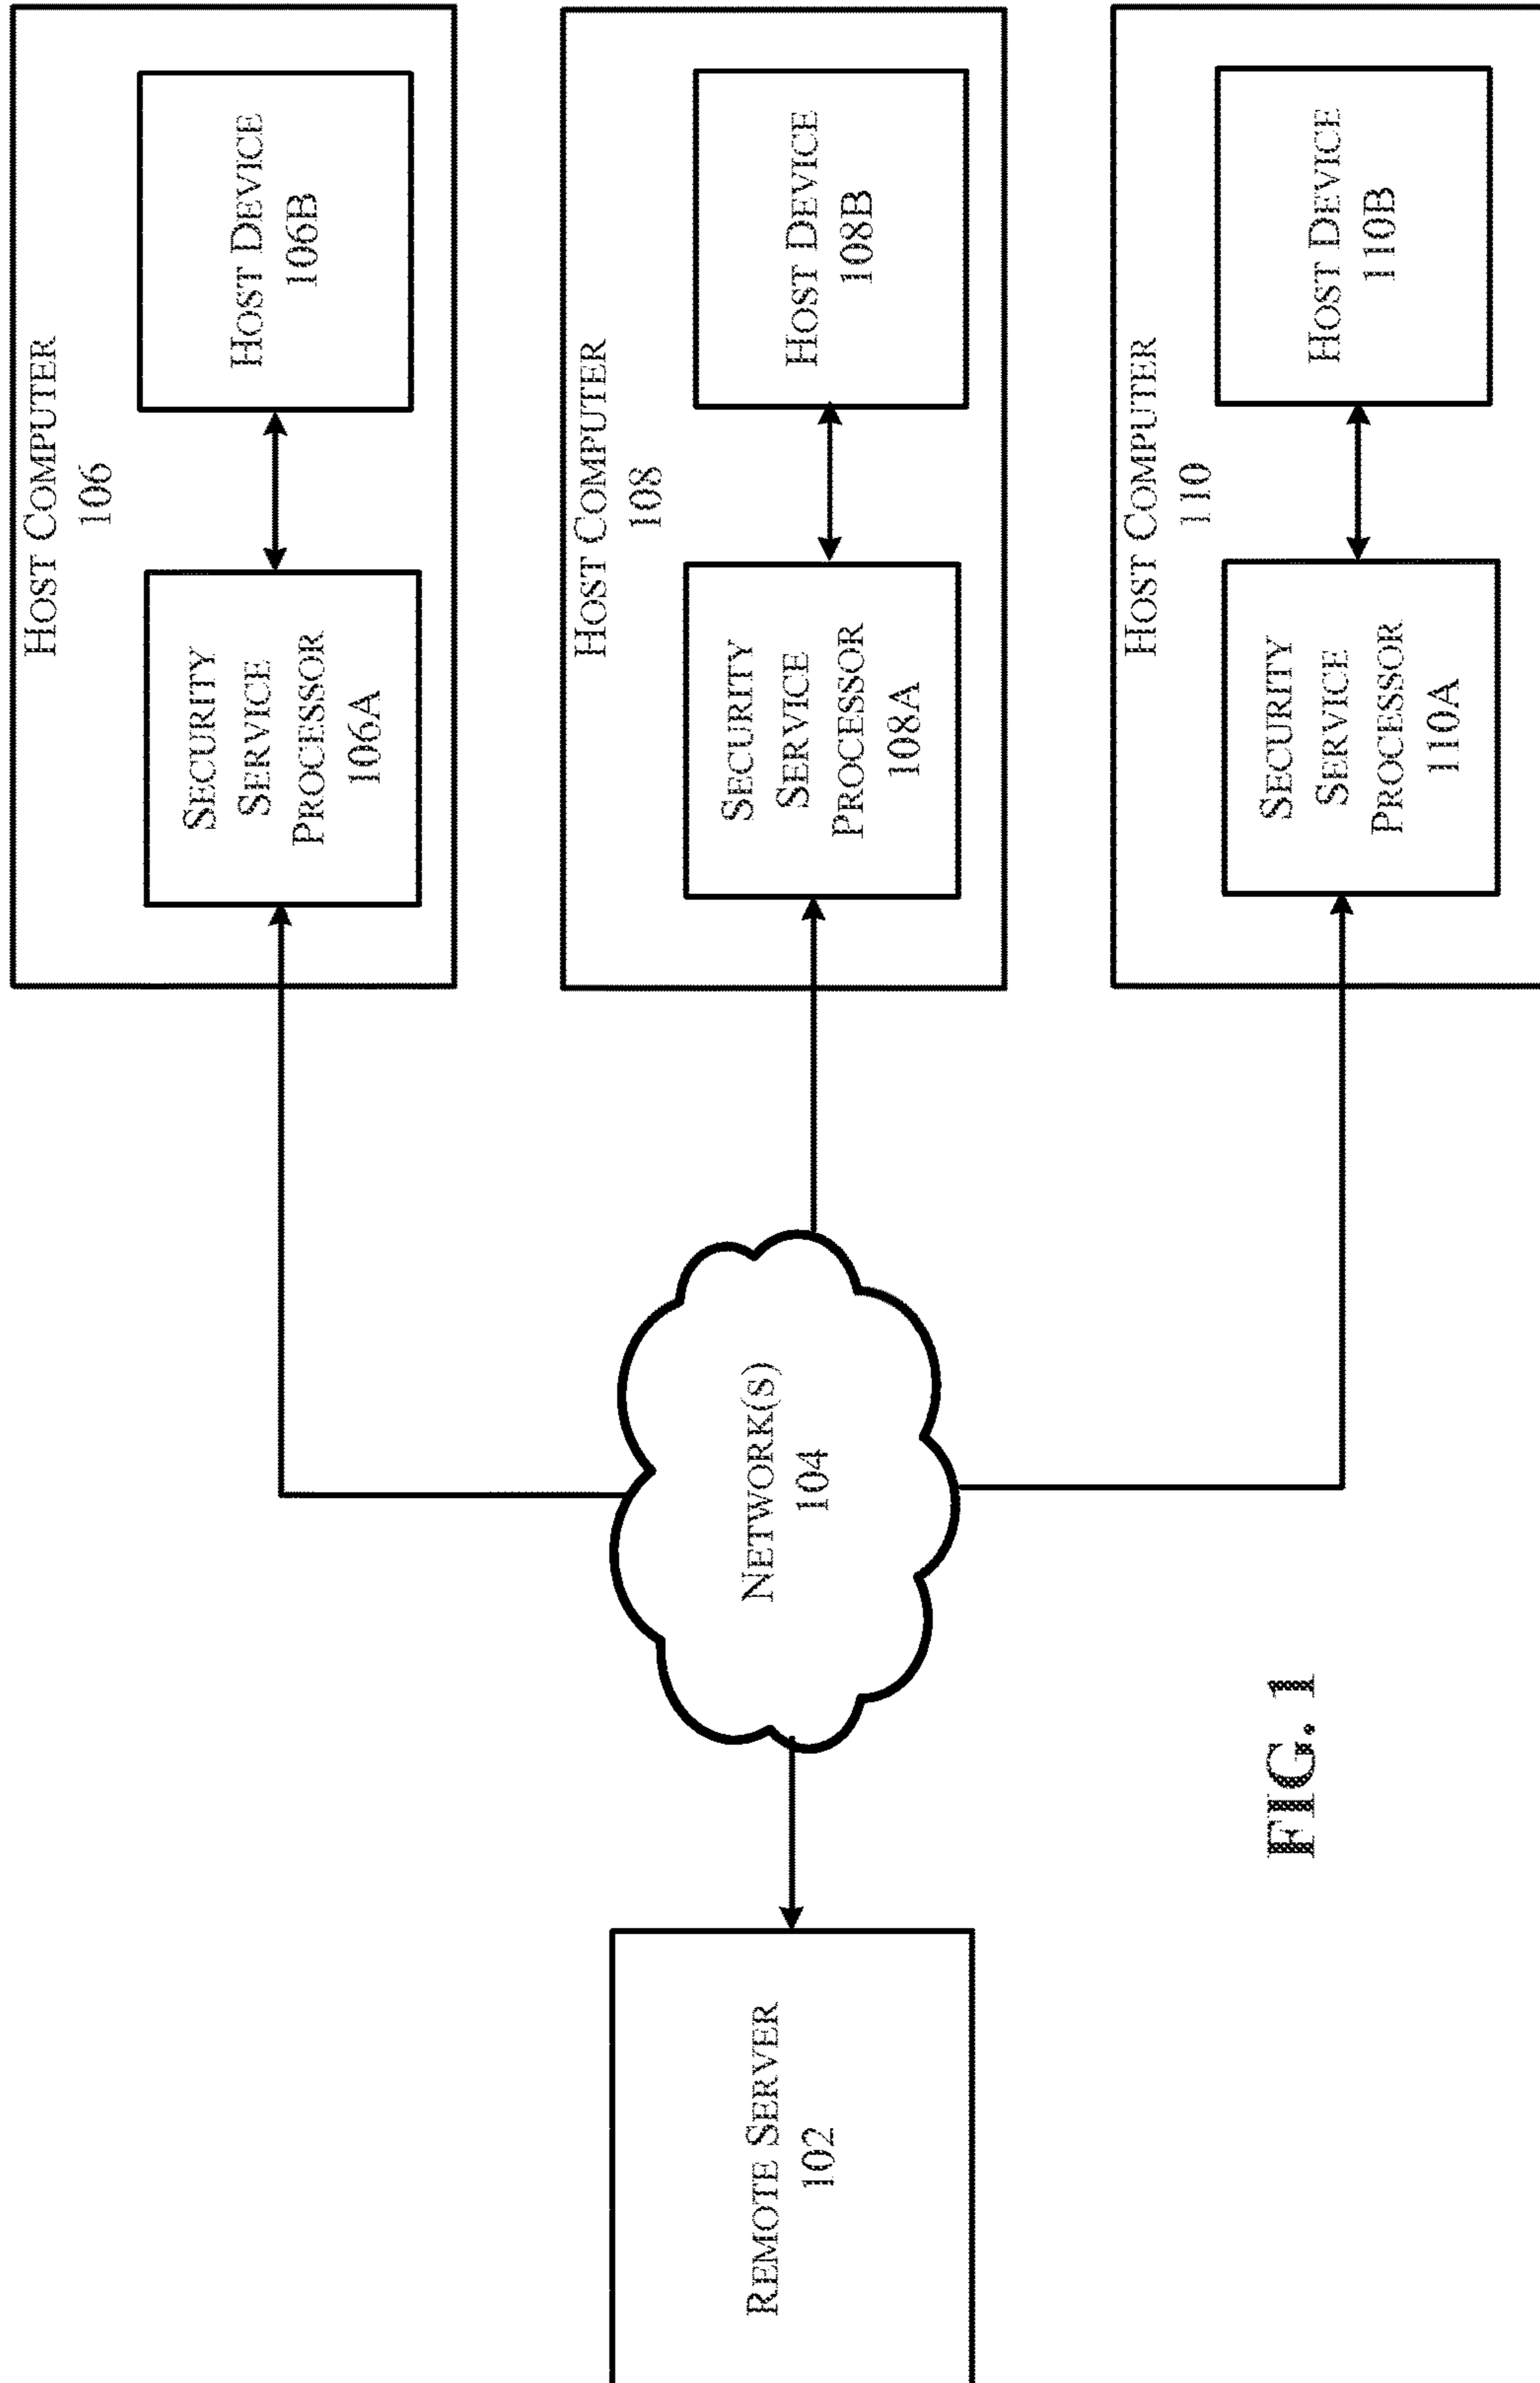 HOST COMPUTER
106
SECURITY
SERVICE
PROCESSOR
106A
HOST DEVICE
106B
HOST COMPUTER
108
SECURITY
SERVICE
PROCESSOR
108A
HOST DEVICE
108B
HOST COMPUTER
110
SECURITY
SERVICE
PROCESSOR
110A
HOST DEVICE
110B
NETWORK(S)
104
REMOTE SERVER
102
FIG. 1